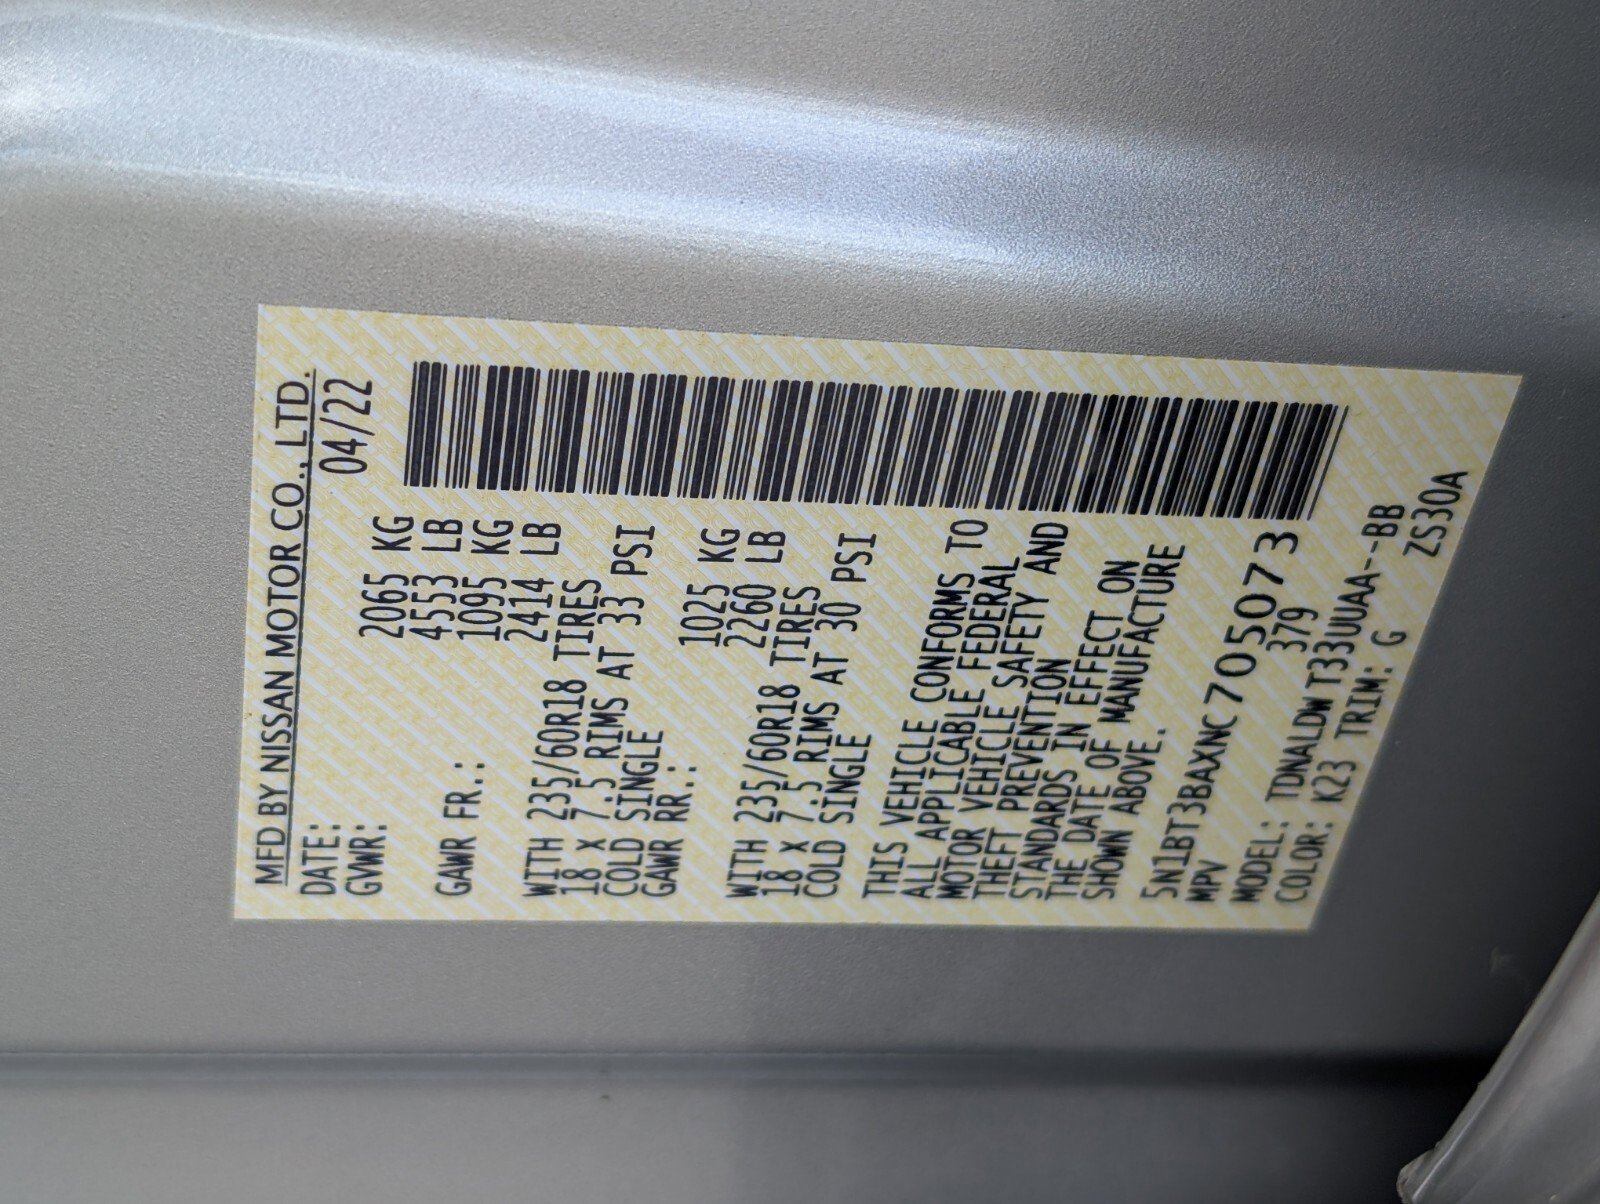 MFD BY NISSAN MOTOR CO., LTD.
DATE: 04/22
GVWR: 2065 KG
4553 LB
GAWR FR.: 1095 KG
2414 LB
WITH 235/60R18 TIRES
18 X 7.5 RIMS AT 33 PSI
COLD SINGLE
GAWR RR.: 1025 KG
2260 LB
WITH 235/60R18 TIRES
18 X 7.5 RIMS AT 30 PSI
COLD SINGLE
THIS VEHICLE CONFORMS TO
ALL APPLICABLE FEDERAL
MOTOR VEHICLE SAFETY AND
THEFT PREVENTION
STANDARDS IN EFFECT ON
THE DATE OF MANUFACTURE
SHOWN ABOVE.
5N1BT3BAXNC705073
MPV 379
MODEL: TDNALDWT33UUAA--BB
COLOR: K23 TRIM: G ZS30A